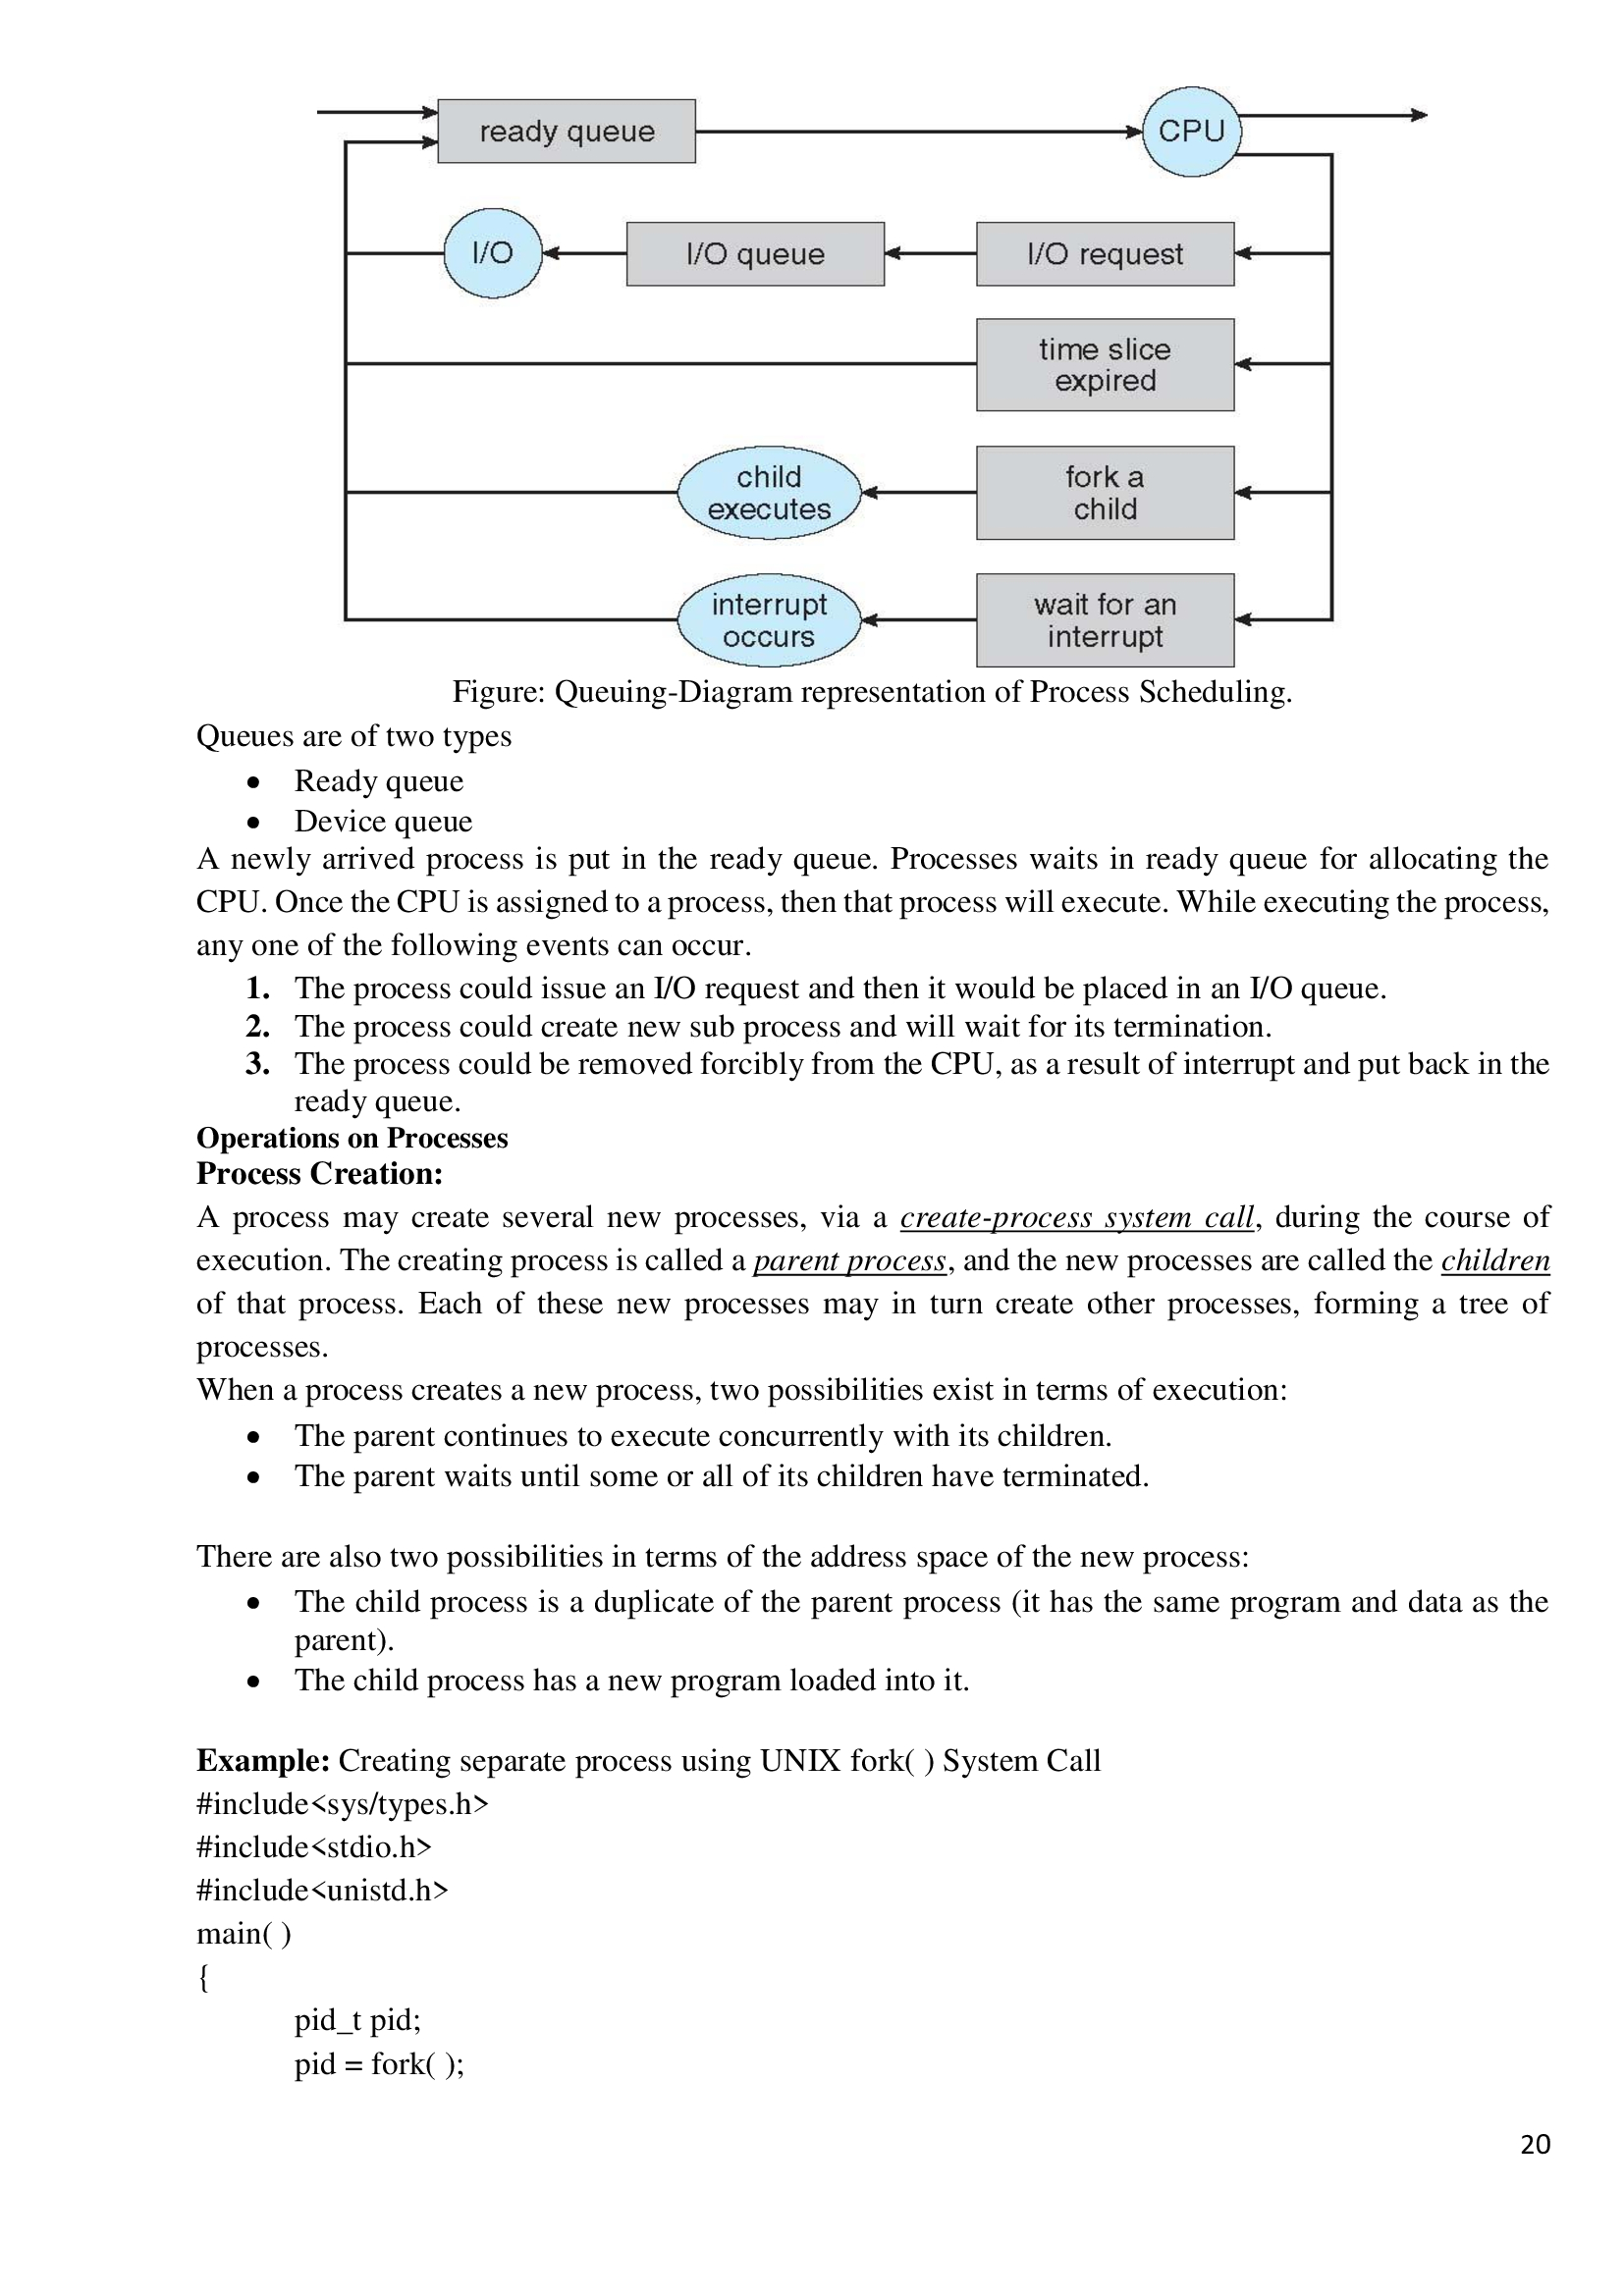 ready queue
CPU
I/O
I/O queue
I/O request
time slice
expired
child
executes
fork a
child
interrupt
occurs
wait for an
interrupt
Figure: Queuing-Diagram representation of Process Scheduling.
Queues are of two types
• Ready queue
• Device queue
A newly arrived process is put in the ready queue. Processes waits in ready queue for allocating the
CPU. Once the CPU is assigned to a process, then that process will execute. While executing the process,
any one of the following events can occur.
1. The process could issue an I/O request and then it would be placed in an I/O queue.
2. The process could create new sub process and will wait for its termination.
3. The process could be removed forcibly from the CPU, as a result of interrupt and put back in the
ready queue.
Operations on Processes
Process Creation:
A process may create several new processes, via a create-process system call, during the course of
execution. The creating process is called a parent process, and the new processes are called the children
of that process. Each of these new processes may in turn create other processes, forming a tree of
processes.
When a process creates a new process, two possibilities exist in terms of execution:
• The parent continues to execute concurrently with its children.
• The parent waits until some or all of its children have terminated.
There are also two possibilities in terms of the address space of the new process:
• The child process is a duplicate of the parent process (it has the same program and data as the
parent).
• The child process has a new program loaded into it.
Example: Creating separate process using UNIX fork( ) System Call
#include<sys/types.h>
#include<stdio.h>
#include<unistd.h>
main( )
{
pid_t pid;
pid = fork( );
20